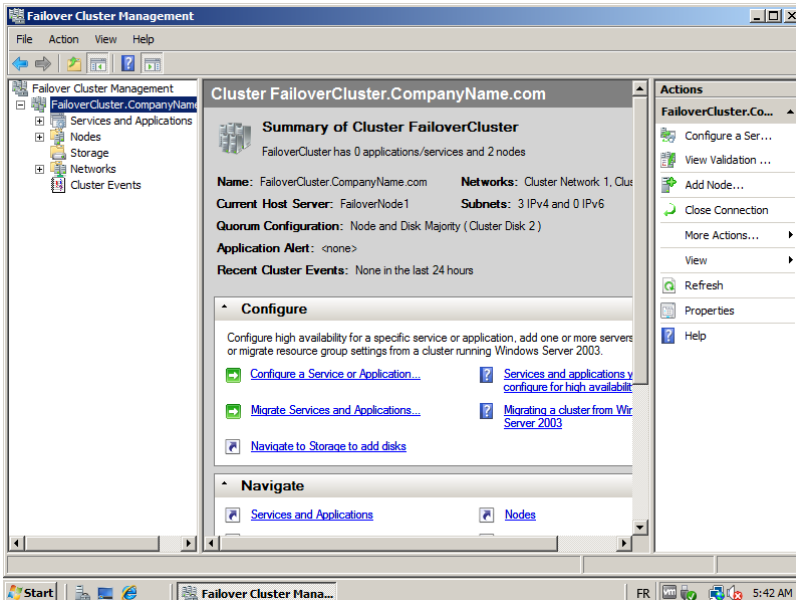 Failover Cluster Management
File Action View Help
Failover Cluster Management
FailoverCluster.CompanyName
Services and Applications
Nodes
Storage
Networks
Cluster Events
Cluster FailoverCluster.CompanyName.com
Summary of Cluster FailoverCluster
FailoverCluster has 0 applications/services and 2 nodes
Name: FailoverCluster.CompanyName.com Networks: Cluster Network 1, Clus
Current Host Server: FailoverNode1 Subnets: 3 IPv4 and 0 IPv6
Quorum Configuration: Node and Disk Majority (Cluster Disk 2)
Application Alert: <none>
Recent Cluster Events: None in the last 24 hours
Configure
Configure high availability for a specific service or application, add one or more servers
or migrate resource group settings from a cluster running Windows Server 2003.
Configure a Service or Application...
Services and applications y
configure for high availabilit
Migrate Services and Applications...
Migrating a cluster from Win
Server 2003
Navigate to Storage to add disks
Navigate
Services and Applications
Nodes
Actions
FailoverCluster.Co...
Configure a Ser...
View Validation ...
Add Node...
Close Connection
More Actions...
View
Refresh
Properties
Help
Start
Failover Cluster Mana...
FR
5:42 AM